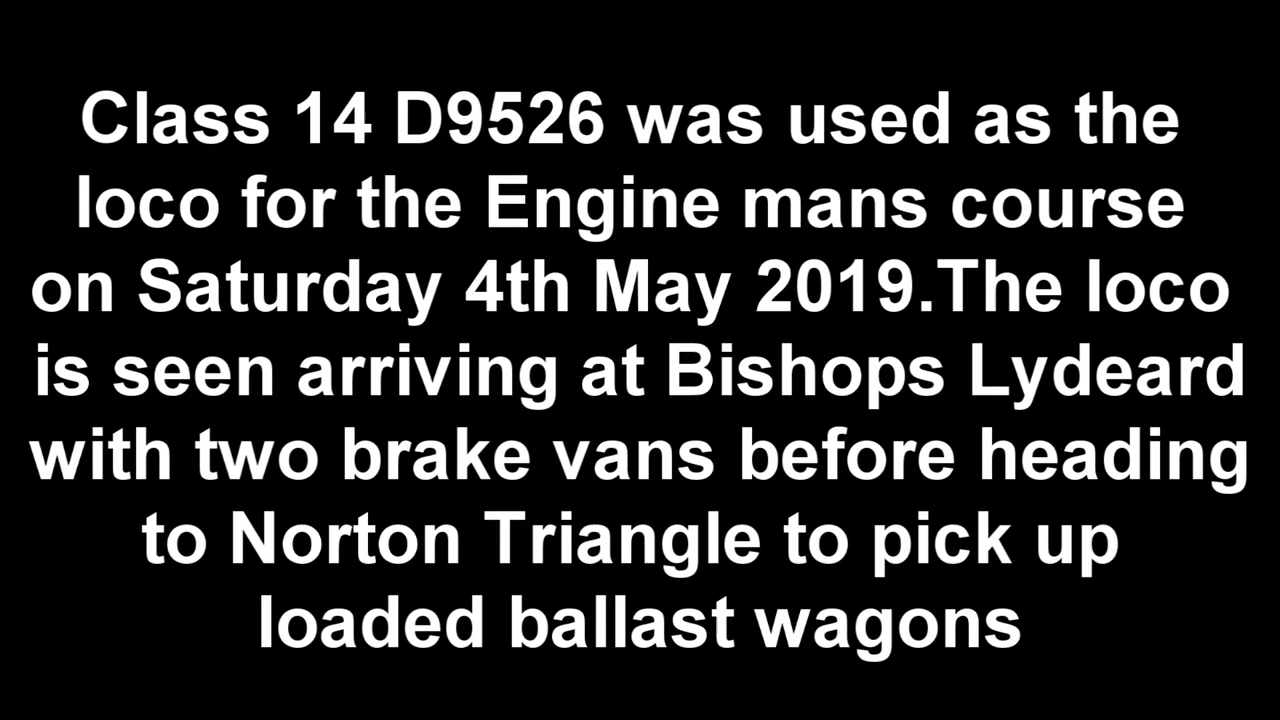 Class 14 D9526 was used as the
loco for the Engine mans course
on Saturday 4th May 2019.The loco
is seen arriving at Bishops Lydeard
with two brake vans before heading
to Norton Triangle to pick up
loaded ballast wagons